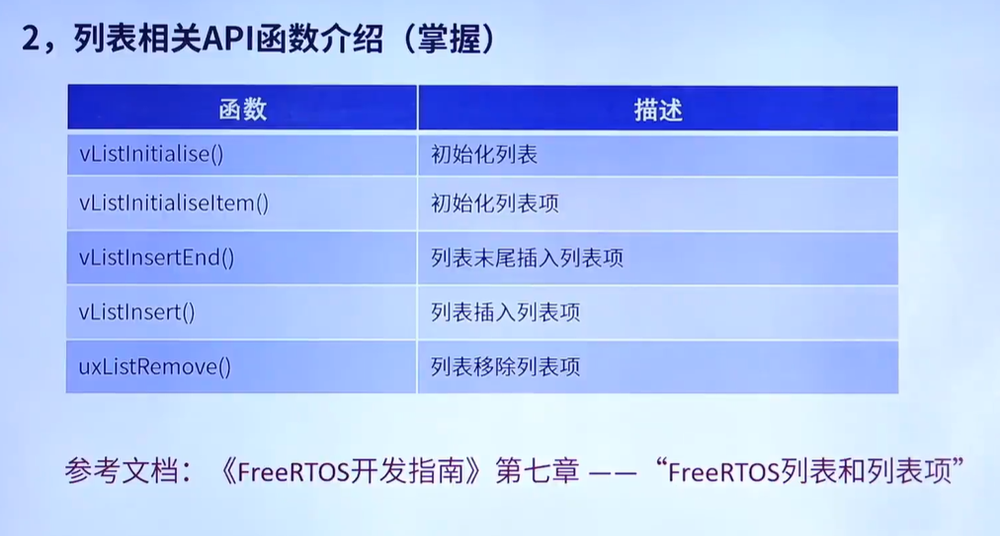 2，列表相关API函数介绍（掌握）
函数 描述
vListInitialise() 初始化列表
vListInitialiseItem() 初始化列表项
vListInsertEnd() 列表末尾插入列表项
vListInsert() 列表插入列表项
uxListRemove() 列表移除列表项
参考文档：《FreeRTOS开发指南》第七章 —— “FreeRTOS列表和列表项”